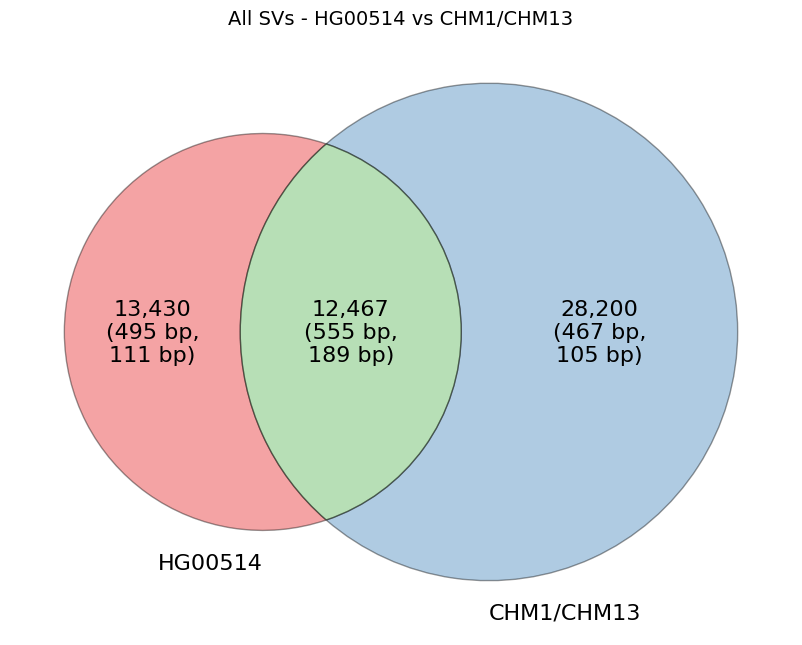 All SVs - HG00514 vs CHM1/CHM13
13,430
(495 bp,
111 bp)
12,467
(555 bp,
189 bp)
28,200
(467 bp,
105 bp)
HG00514
CHM1/CHM13